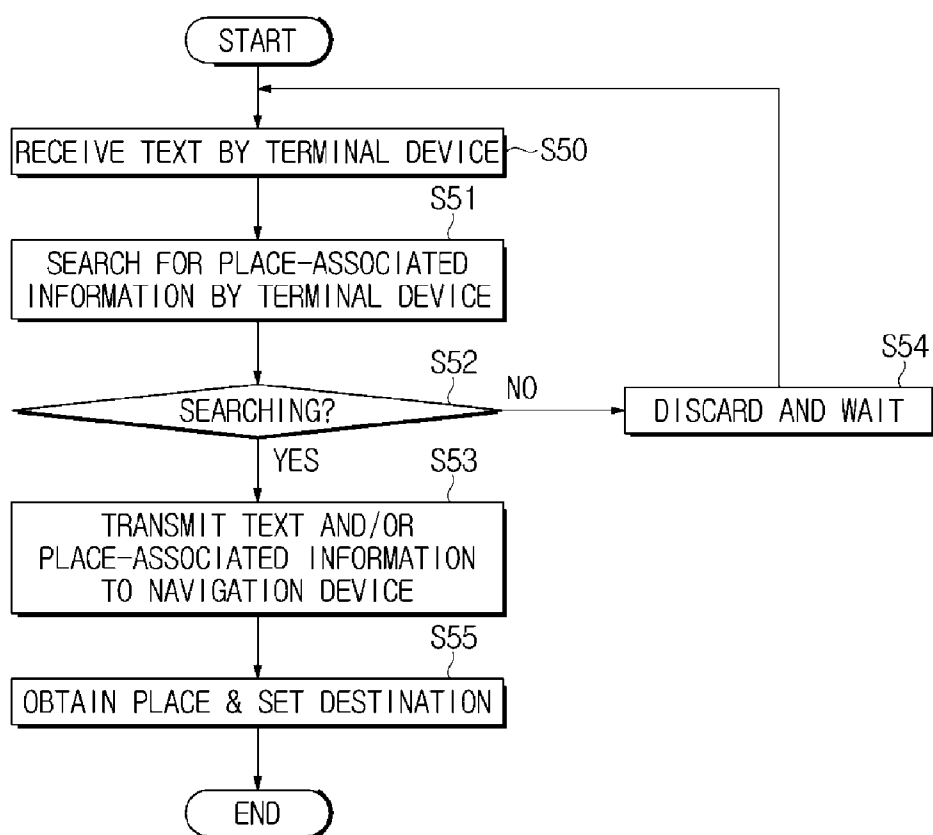 START
RECEIVE TEXT BY TERMINAL DEVICE
S50
S51
SEARCH FOR PLACE-ASSOCIATED
INFORMATION BY TERMINAL DEVICE
S52
SEARCHING?
NO
S54
DISCARD AND WAIT
YES
S53
TRANSMIT TEXT AND/OR
PLACE-ASSOCIATED INFORMATION
TO NAVIGATION DEVICE
S55
OBTAIN PLACE & SET DESTINATION
END